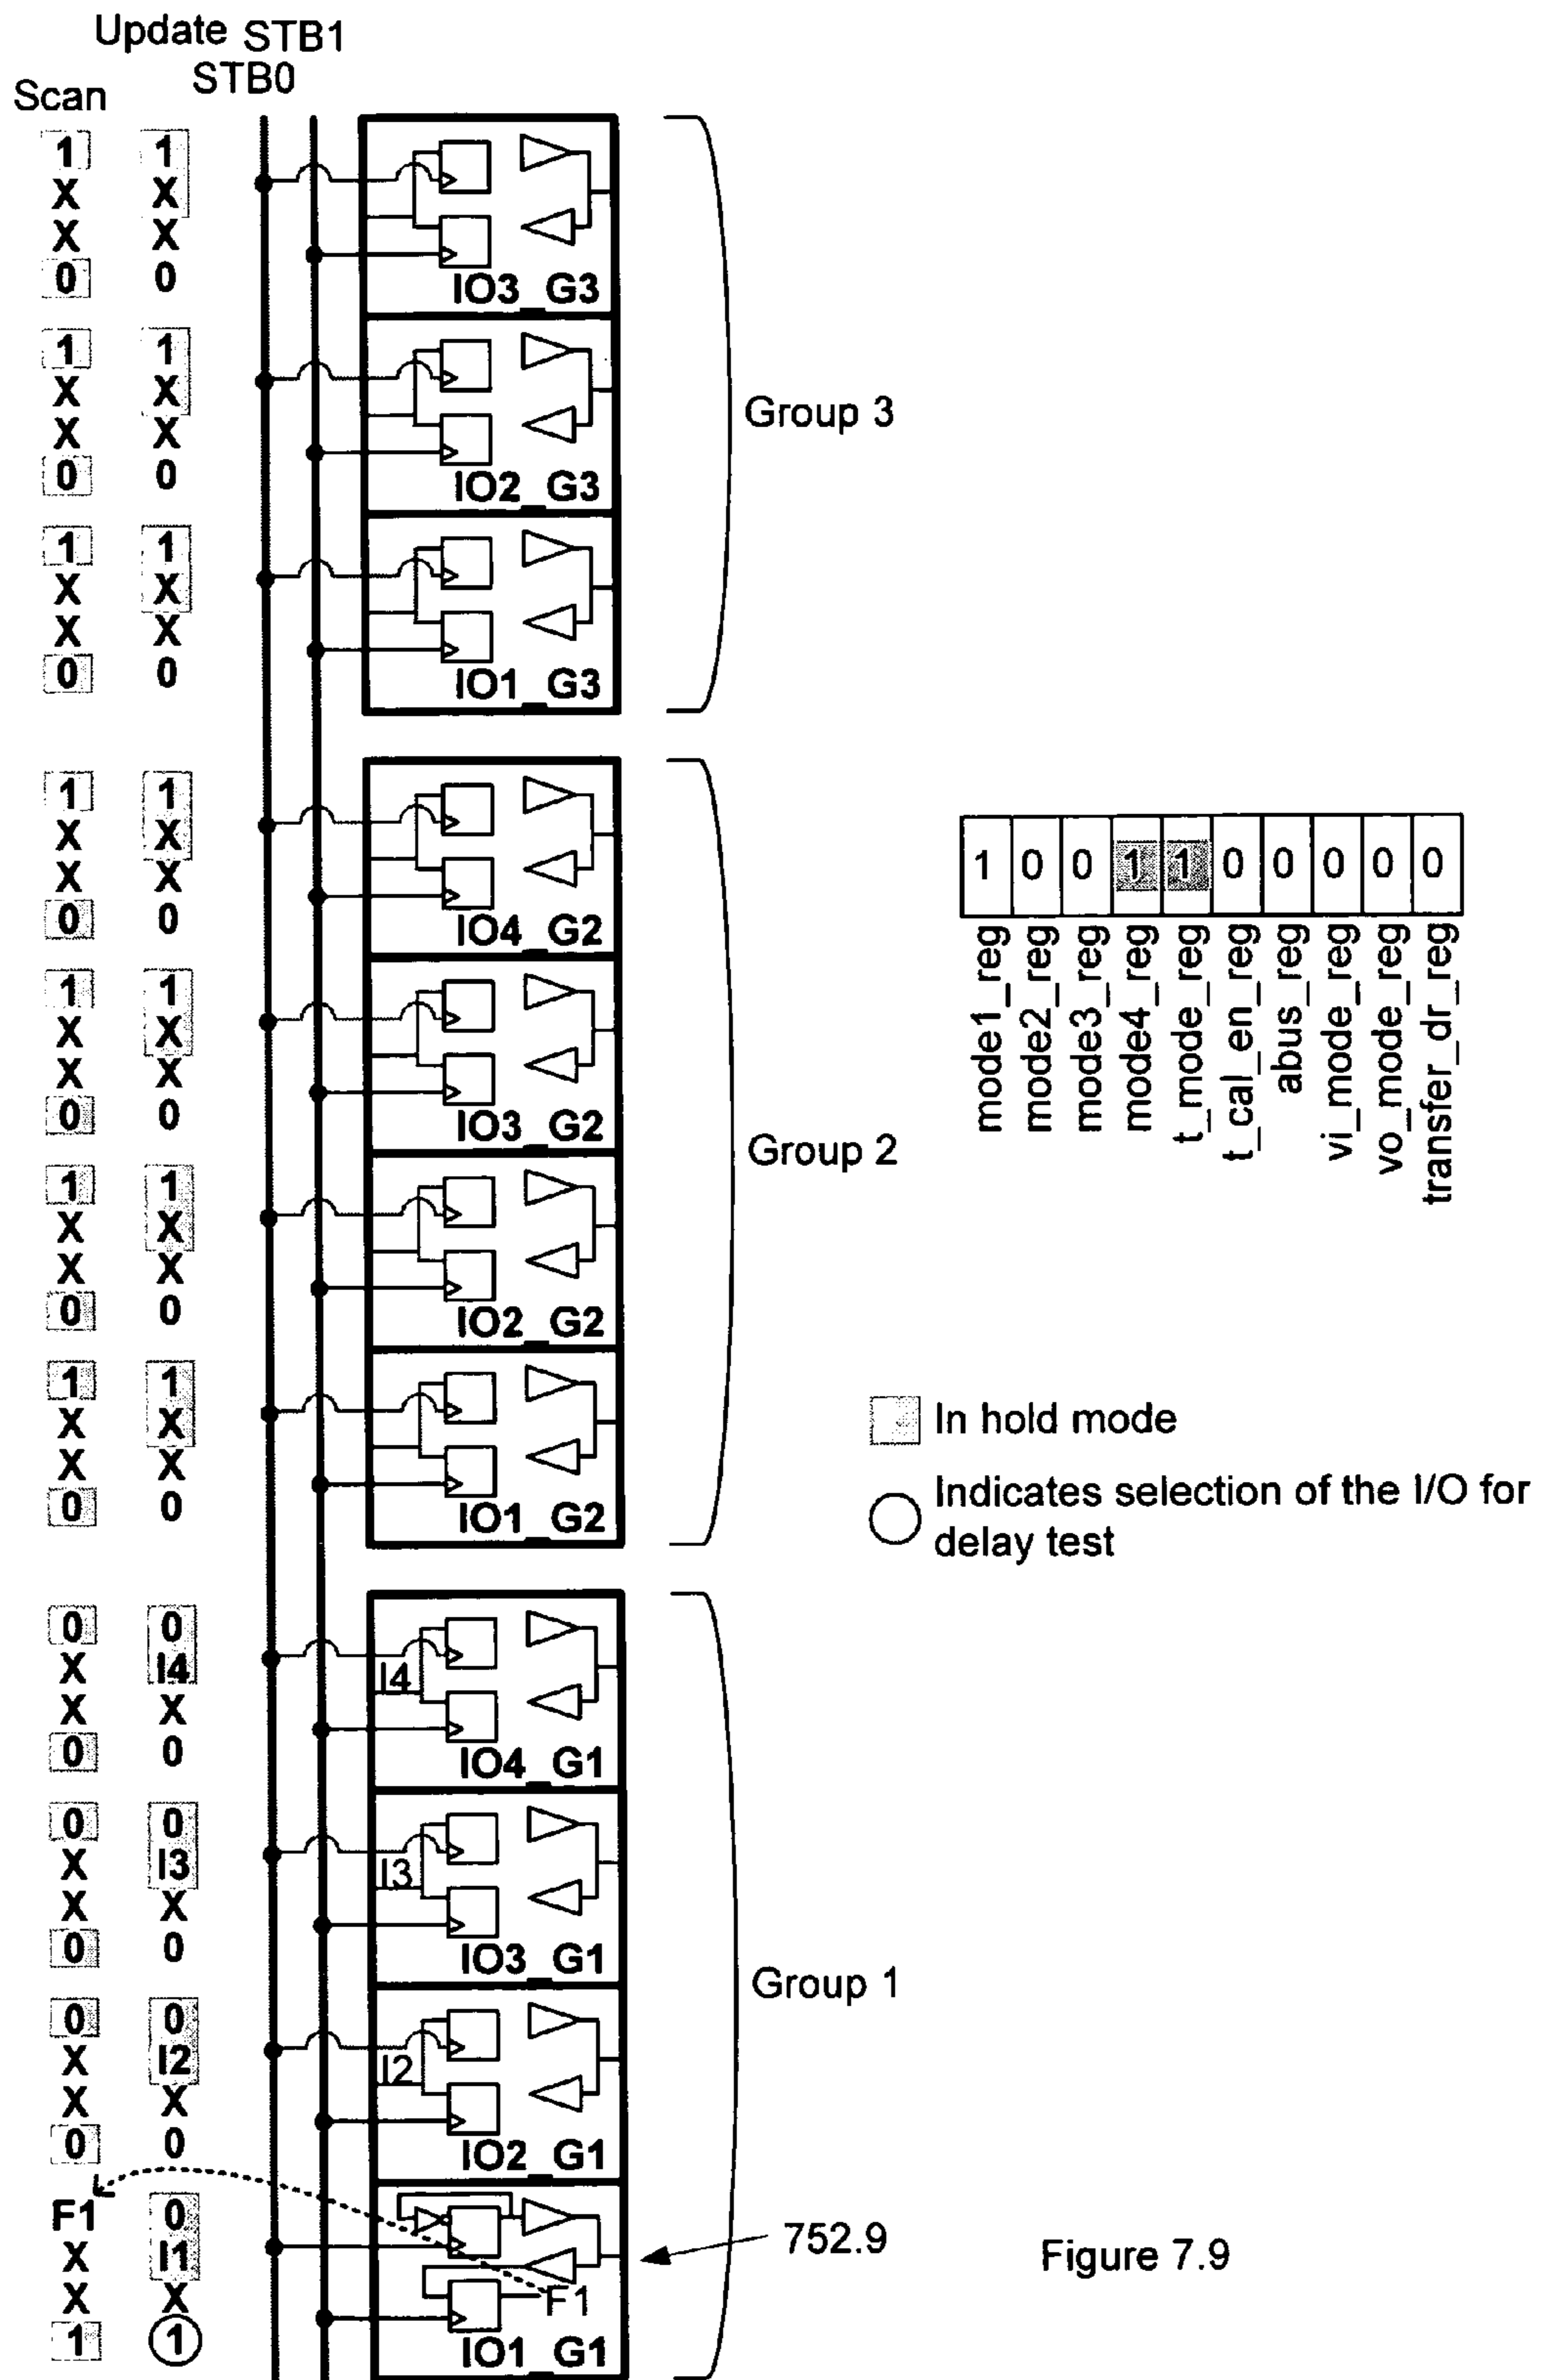 Update STB1
STB0
Scan
1 1
X X
X X
0 0
IO3_G3
1 1
X X
X X
0 0
IO2_G3
Group 3
1 1
X X
X X
0 0
IO1_G3
1 1
X X
X X
0 0
IO4_G2
1 1
X X
X X
0 0
IO3_G2
Group 2
1 1
X X
X X
0 0
IO2_G2
1 1
X X
X X
0 0
IO1_G2
1 0 0 1 1 0 0 0 0 0
mode1_reg
mode2_reg
mode3_reg
mode4_reg
t_mode_reg
t_cal_en_reg
abus_reg
vi_mode_reg
vo_mode_reg
transfer_dr_reg
In hold mode
Indicates selection of the I/O for
delay test
0 0
X I4
X X
0 0
I4
IO4_G1
0 0
X I3
X X
0 0
I3
IO3_G1
Group 1
0 0
X I2
X X
0 0
I2
IO2_G1
F1 0
X I1
X X
1 1
F1
IO1_G1
752.9
Figure 7.9